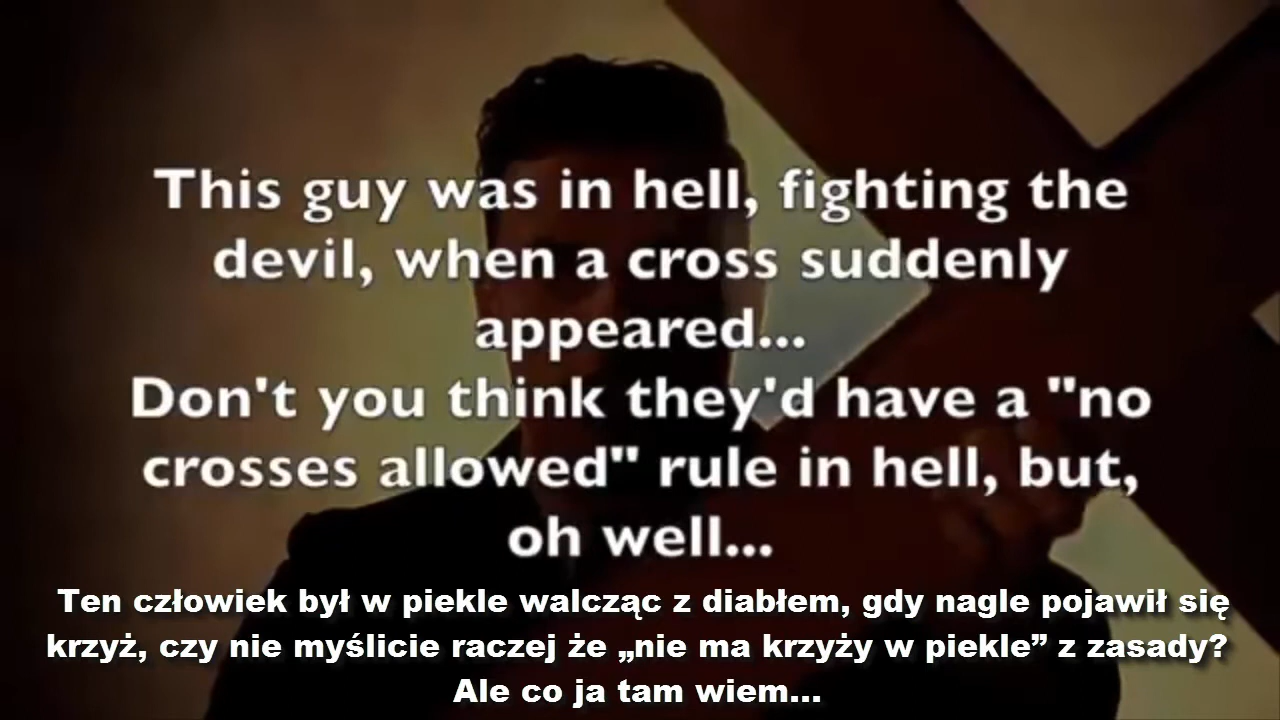 This guy was in hell, fighting the
devil, when a cross suddenly
appeared...
Don't you think they'd have a "no
crosses allowed" rule in hell, but,
oh well...
Ten człowiek był w piekle walcząc z diabłem, gdy nagle pojawił się
krzyż, czy nie myślicie raczej że „nie ma krzyży w piekle” z zasady?
Ale co ja tam wiem...